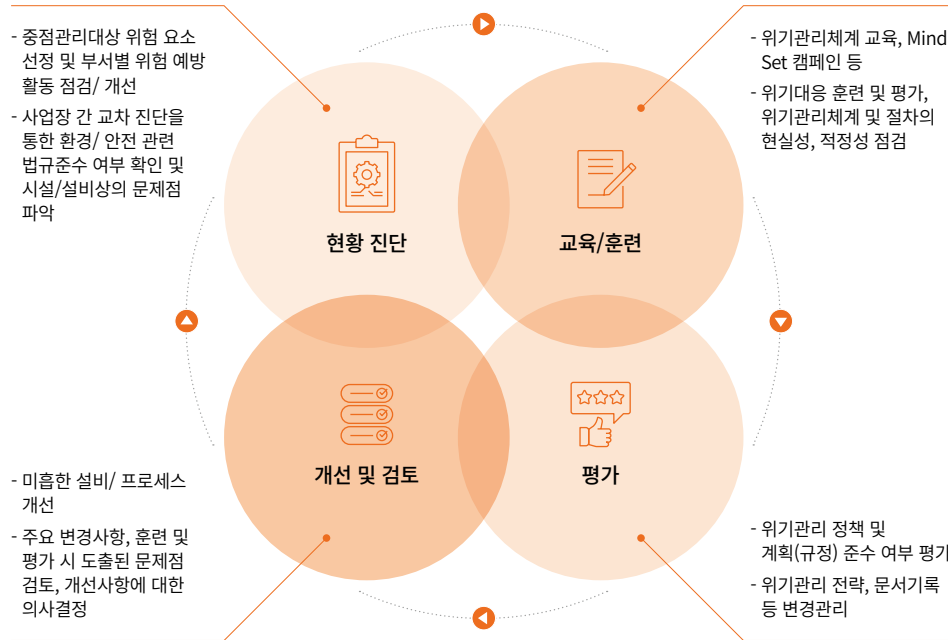 - 중점관리대상 위험 요소
선정 및 부서별 위험 예방
활동 점검/ 개선
- 사업장 간 교차 진단을
통한 환경/ 안전 관련
법규준수 여부 확인 및
시설/설비상의 문제점
파악
- 위기관리체계 교육, Mind
Set 캠페인 등
- 위기대응 훈련 및 평가,
위기관리체계 및 절차의
현실성, 적정성 점검
현황 진단
교육/훈련
개선 및 검토
평가
- 미흡한 설비/ 프로세스
개선
- 주요 변경사항, 훈련 및
평가 시 도출된 문제점
검토, 개선사항에 대한
의사결정
- 위기관리 정책 및
계획(규정) 준수 여부 평가
- 위기관리 전략, 문서기록
등 변경관리